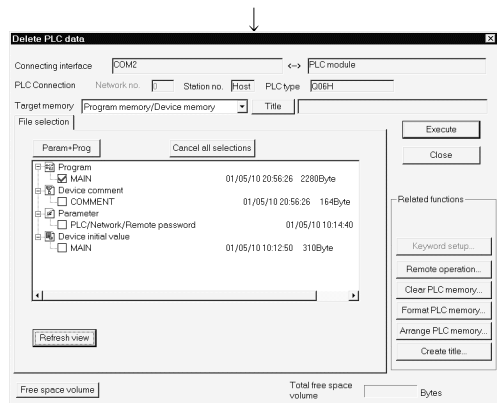 Delete PLC data
Connecting interface COM2 <--> PLC module
PLC Connection Network no. 0 Station no. Host PLC type Q06H
Target memory Program memory/Device memory Title
File selection
Execute
Param+Prog Cancel all selections
Close
Program
MAIN 01/05/10 20:56:26 2280Byte
Device comment
COMMENT 01/05/10 20:56:26 164Byte
Related functions
Parameter
PLC/Network/Remote password 01/05/10 10:14:40
Device initial value
MAIN 01/05/10 10:12:50 310Byte
Keyword setup...
Remote operation...
Clear PLC memory...
Format PLC memory...
Refresh view
Arrange PLC memory...
Create title...
Free space volume
Total free space
volume Bytes